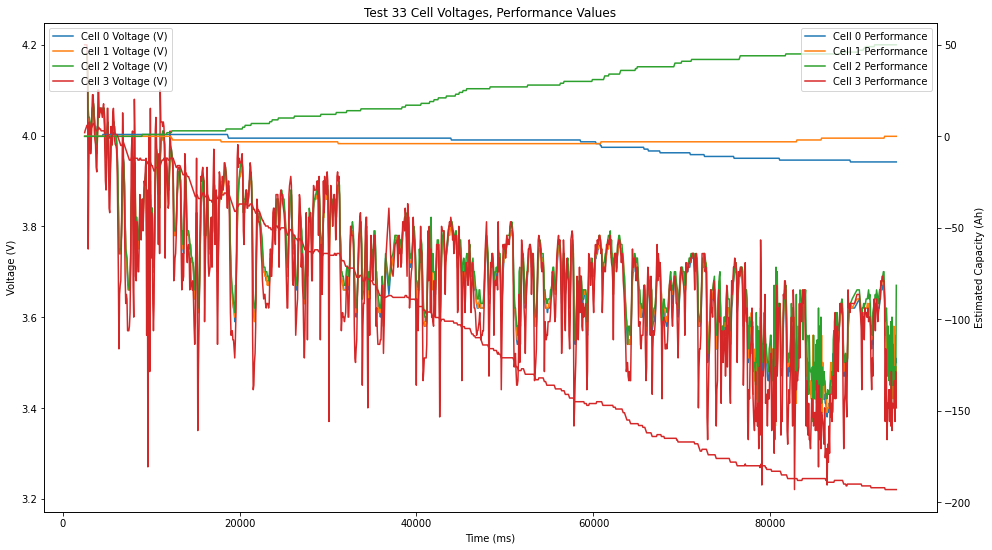 Test 33 Cell Voltages, Performance Values
Cell 0 Voltage (V)
Cell 1 Voltage (V)
Cell 2 Voltage (V)
Cell 3 Voltage (V)
Cell 0 Performance
Cell 1 Performance
Cell 2 Performance
Cell 3 Performance
4.2
4.0
3.8
3.6
3.4
3.2
Voltage (V)
50
0
−50
−100
−150
−200
Estimated Capacity (Ah)
0
20000
40000
60000
80000
Time (ms)